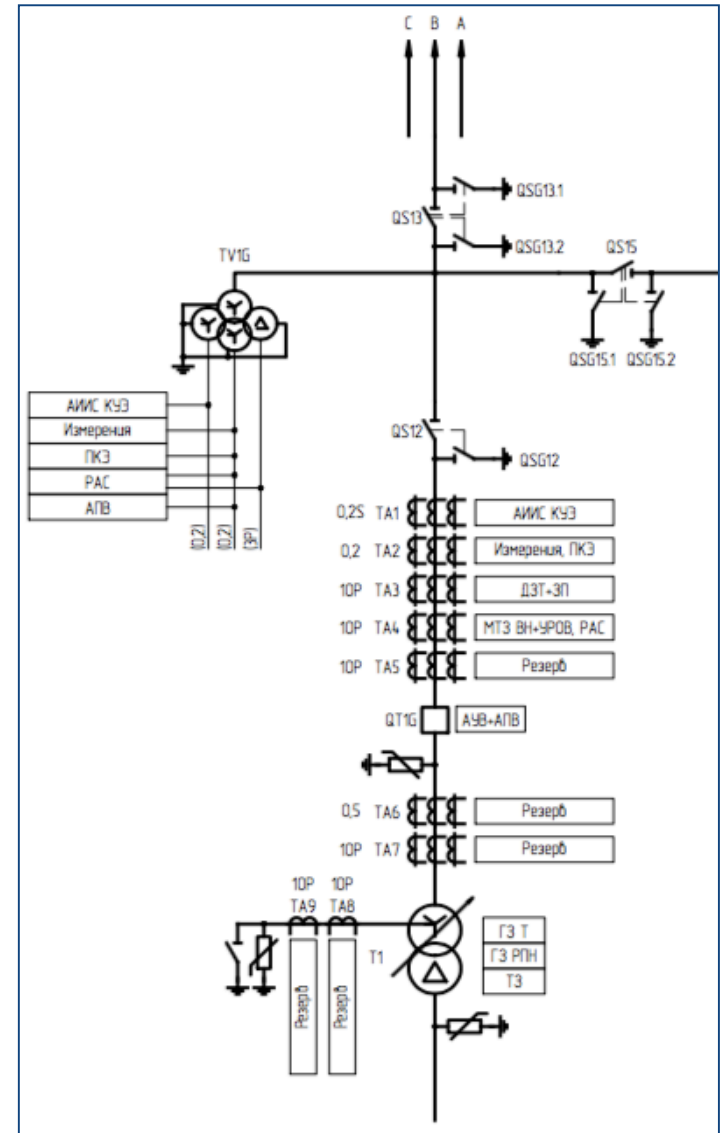 C B A
QSG13.1
QS13
QSG13.2
QS15
TV1G
QSG15.1 QSG15.2
АИИС КУЭ
Измерения
ПКЭ
РАС
АПВ
(0,2) (0,2) (3P)
QS12
QSG12
0,2S TA1 АИИС КУЭ
0,2 TA2 Измерения, ПКЭ
10P TA3 ДЗТ+ЗП
10P TA4 МТЗ ВН+УРОВ, РАС
10P TA5 Резерв
QT1G АУВ+АПВ
0,5 TA6 Резерв
10P TA7 Резерв
10P 10P
TA9 TA8
Резерв Резерв
T1
ГЗ Т
ГЗ РПН
ТЗ